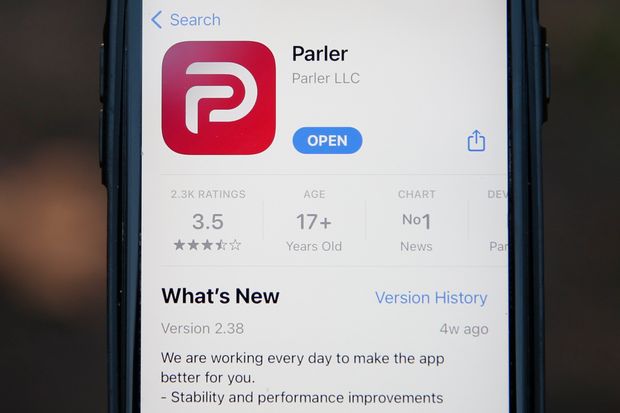 Search
Parler
Parler LLC
OPEN
2.3K RATINGS
AGE
CHART
DEV
3.5
17+
No1
Years Old
News
Par
What's New
Version History
Version 2.38
4w ago
We are working every day to make the app
better for you.
- Stability and performance improvements